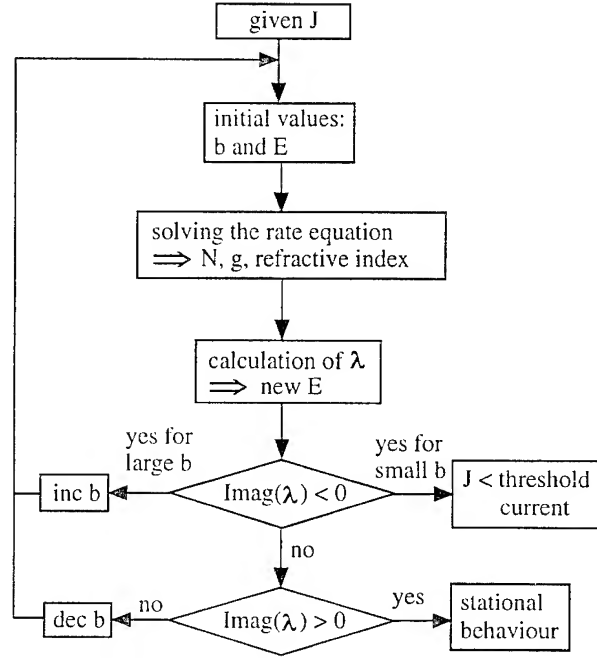 given J
initial values:
b and E
solving the rate equation
⟹ N, g, refractive index
calculation of λ
⟹ new E
yes for
large b
yes for
small b
inc b
Imag(λ) < 0
J < threshold
current
no
dec b
no
Imag(λ) > 0
yes
stational
behaviour